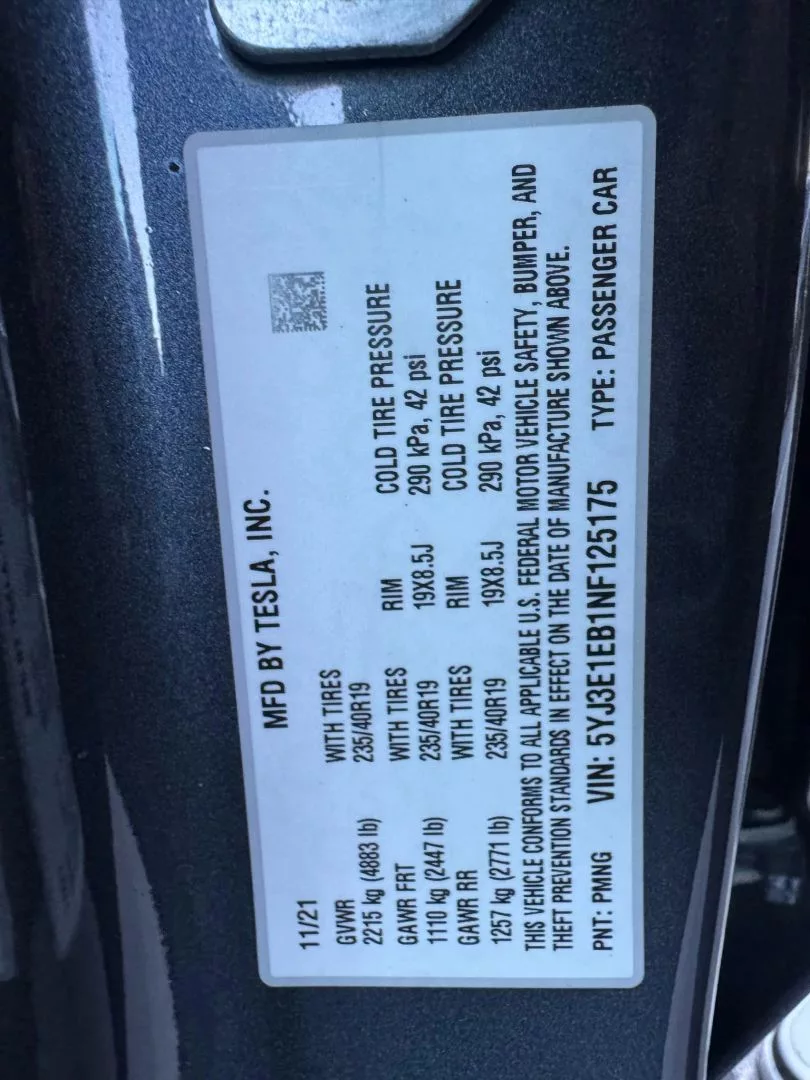 MFD BY TESLA, INC.
11/21
GVWR WITH TIRES
2215 kg (4883 lb) 235/40R19
GAWR FRT WITH TIRES RIM COLD TIRE PRESSURE
1110 kg (2447 lb) 235/40R19 19X8.5J 290 kPa, 42 psi
GAWR RR WITH TIRES RIM COLD TIRE PRESSURE
1257 kg (2771 lb) 235/40R19 19X8.5J 290 kPa, 42 psi
THIS VEHICLE CONFORMS TO ALL APPLICABLE U.S. FEDERAL MOTOR VEHICLE SAFETY, BUMPER, AND
THEFT PREVENTION STANDARDS IN EFFECT ON THE DATE OF MANUFACTURE SHOWN ABOVE.
PNT: PMNG VIN: 5YJ3E1EB1NF125175 TYPE: PASSENGER CAR